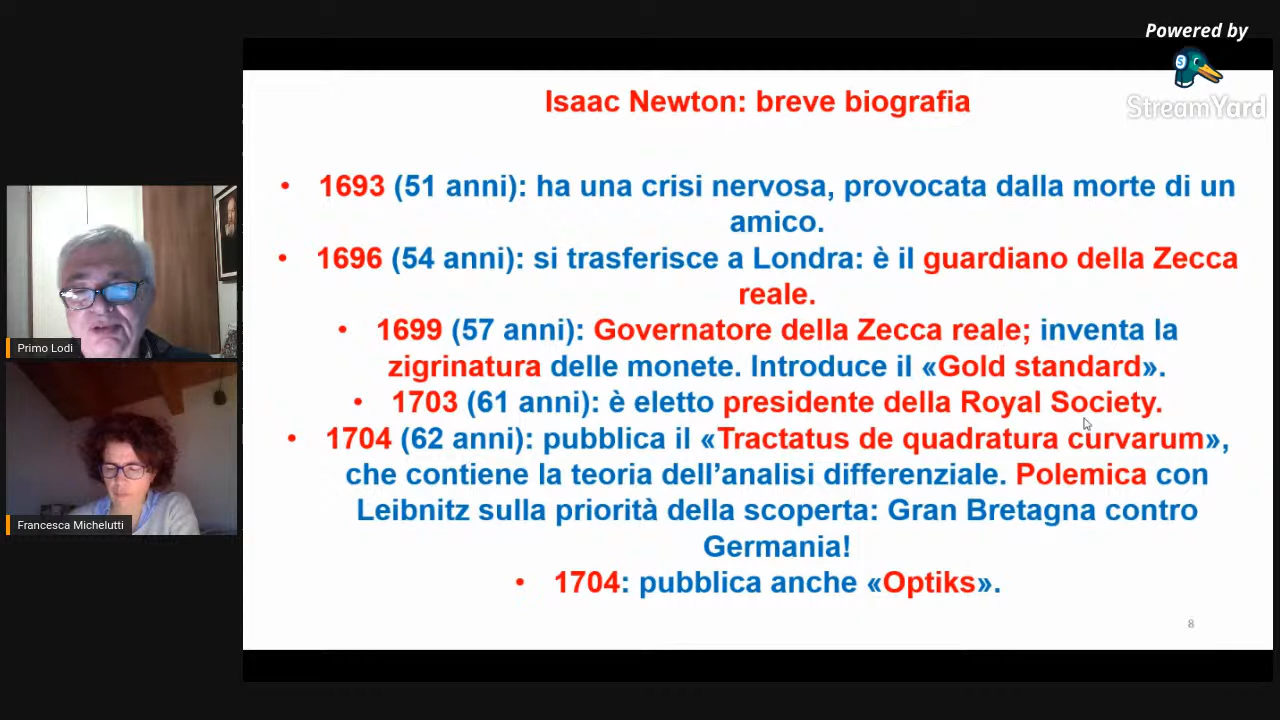 Powered by
StreamYard
Isaac Newton: breve biografia
• 1693 (51 anni): ha una crisi nervosa, provocata dalla morte di un
amico.
• 1696 (54 anni): si trasferisce a Londra: è il guardiano della Zecca
reale.
• 1699 (57 anni): Governatore della Zecca reale; inventa la
zigrinatura delle monete. Introduce il «Gold standard».
• 1703 (61 anni): è eletto presidente della Royal Society.
• 1704 (62 anni): pubblica il «Tractatus de quadratura curvarum»,
che contiene la teoria dell’analisi differenziale. Polemica con
Leibnitz sulla priorità della scoperta: Gran Bretagna contro
Germania!
• 1704: pubblica anche «Optiks».
8
Primo Lodi
Francesca Michelutti